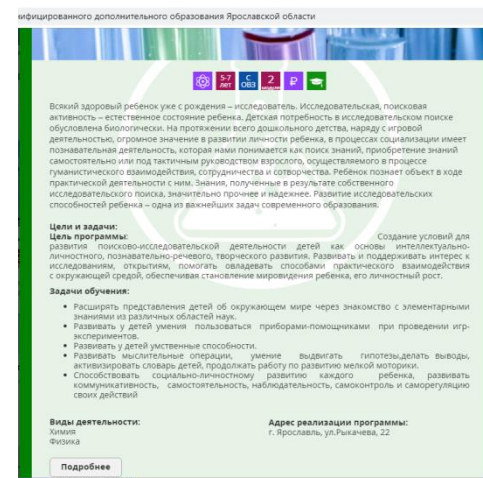 нифицированного дополнительного образования Ярославской области
5-7 лет
С ОВЗ
2 модуля
₽
Всякий здоровый ребенок уже с рождения – исследователь. Исследовательская, поисковая
активность – естественное состояние ребенка. Детская потребность в исследовательском поиске
обусловлена биологически. На протяжении всего дошкольного детства, наряду с игровой
деятельностью, огромное значение в развитии личности ребенка, в процессах социализации имеет
познавательная деятельность, которая нами понимается как поиск знаний, приобретение знаний
самостоятельно или под тактичным руководством взрослого, осуществляемого в процессе
гуманистического взаимодействия, сотрудничества и сотворчества. Ребёнок познает объект в ходе
практической деятельности с ним. Знания, полученные в результате собственного
исследовательского поиска, значительно прочнее и надежнее. Развитие исследовательских
способностей ребенка – одна из важнейших задач современного образования.
Цели и задачи:
Цель программы: Создание условий для
развития поисково-исследовательской деятельности детей как основы интеллектуально-
личностного, познавательно-речевого, творческого развития. Развивать и поддерживать интерес к
исследованиям, открытиям, помогать овладевать способами практического взаимодействия
с окружающей средой, обеспечивая становление мировидения ребенка, его личностный рост.
Задачи обучения:
• Расширять представления детей об окружающем мире через знакомство с элементарными
знаниями из различных областей наук.
• Развивать у детей умения пользоваться приборами-помощниками при проведении игр-
экспериментов.
• Развивать у детей умственные способности.
• Развивать мыслительные операции, умение выдвигать гипотезы,делать выводы,
активизировать словарь детей, продолжать работу по развитию мелкой моторики.
• Способствовать социально-личностному развитию каждого ребенка, развивать
коммуникативность, самостоятельность, наблюдательность, самоконтроль и саморегуляцию
своих действий
Виды деятельности:
Химия
Физика
Адрес реализации программы:
г. Ярославль, ул.Рыкачева, 22
Подробнее